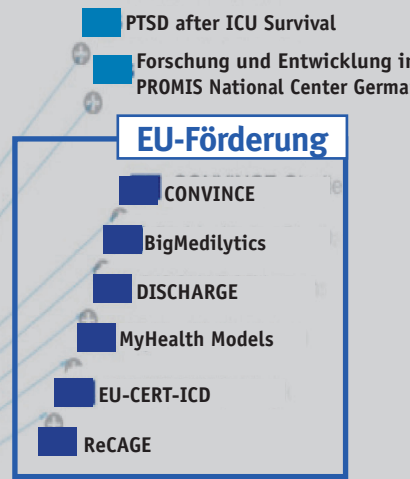 PTSD after ICU Survival
Forschung und Entwicklung in
PROMIS National Center Germa
EU-Förderung
CONVINCE
BigMedilytics
DISCHARGE
MyHealth Models
EU-CERT-ICD
ReCAGE